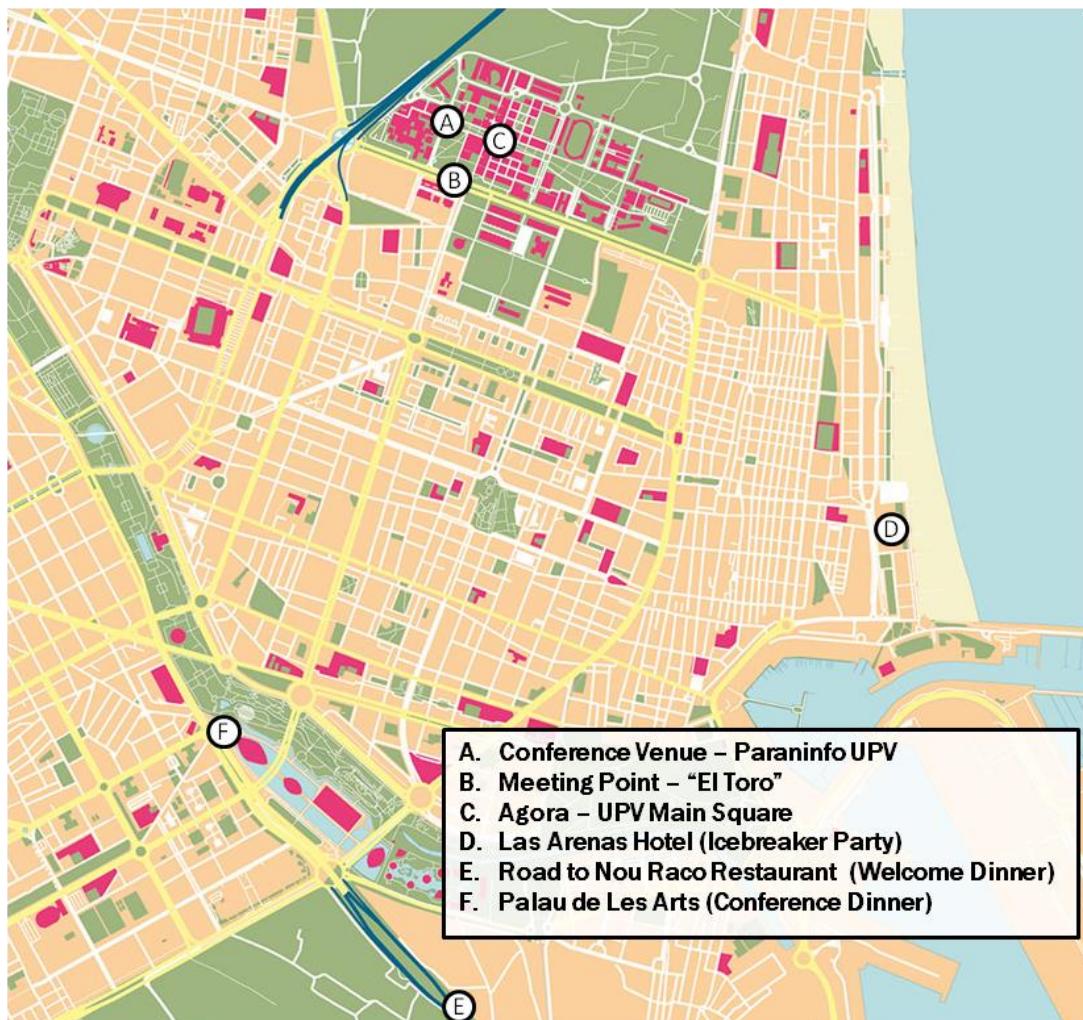 A
C
B
D
F
A. Conference Venue – Paraninfo UPV
B. Meeting Point – “El Toro”
C. Agora – UPV Main Square
D. Las Arenas Hotel (Icebreaker Party)
E. Road to Nou Raco Restaurant (Welcome Dinner)
F. Palau de Les Arts (Conference Dinner)
E